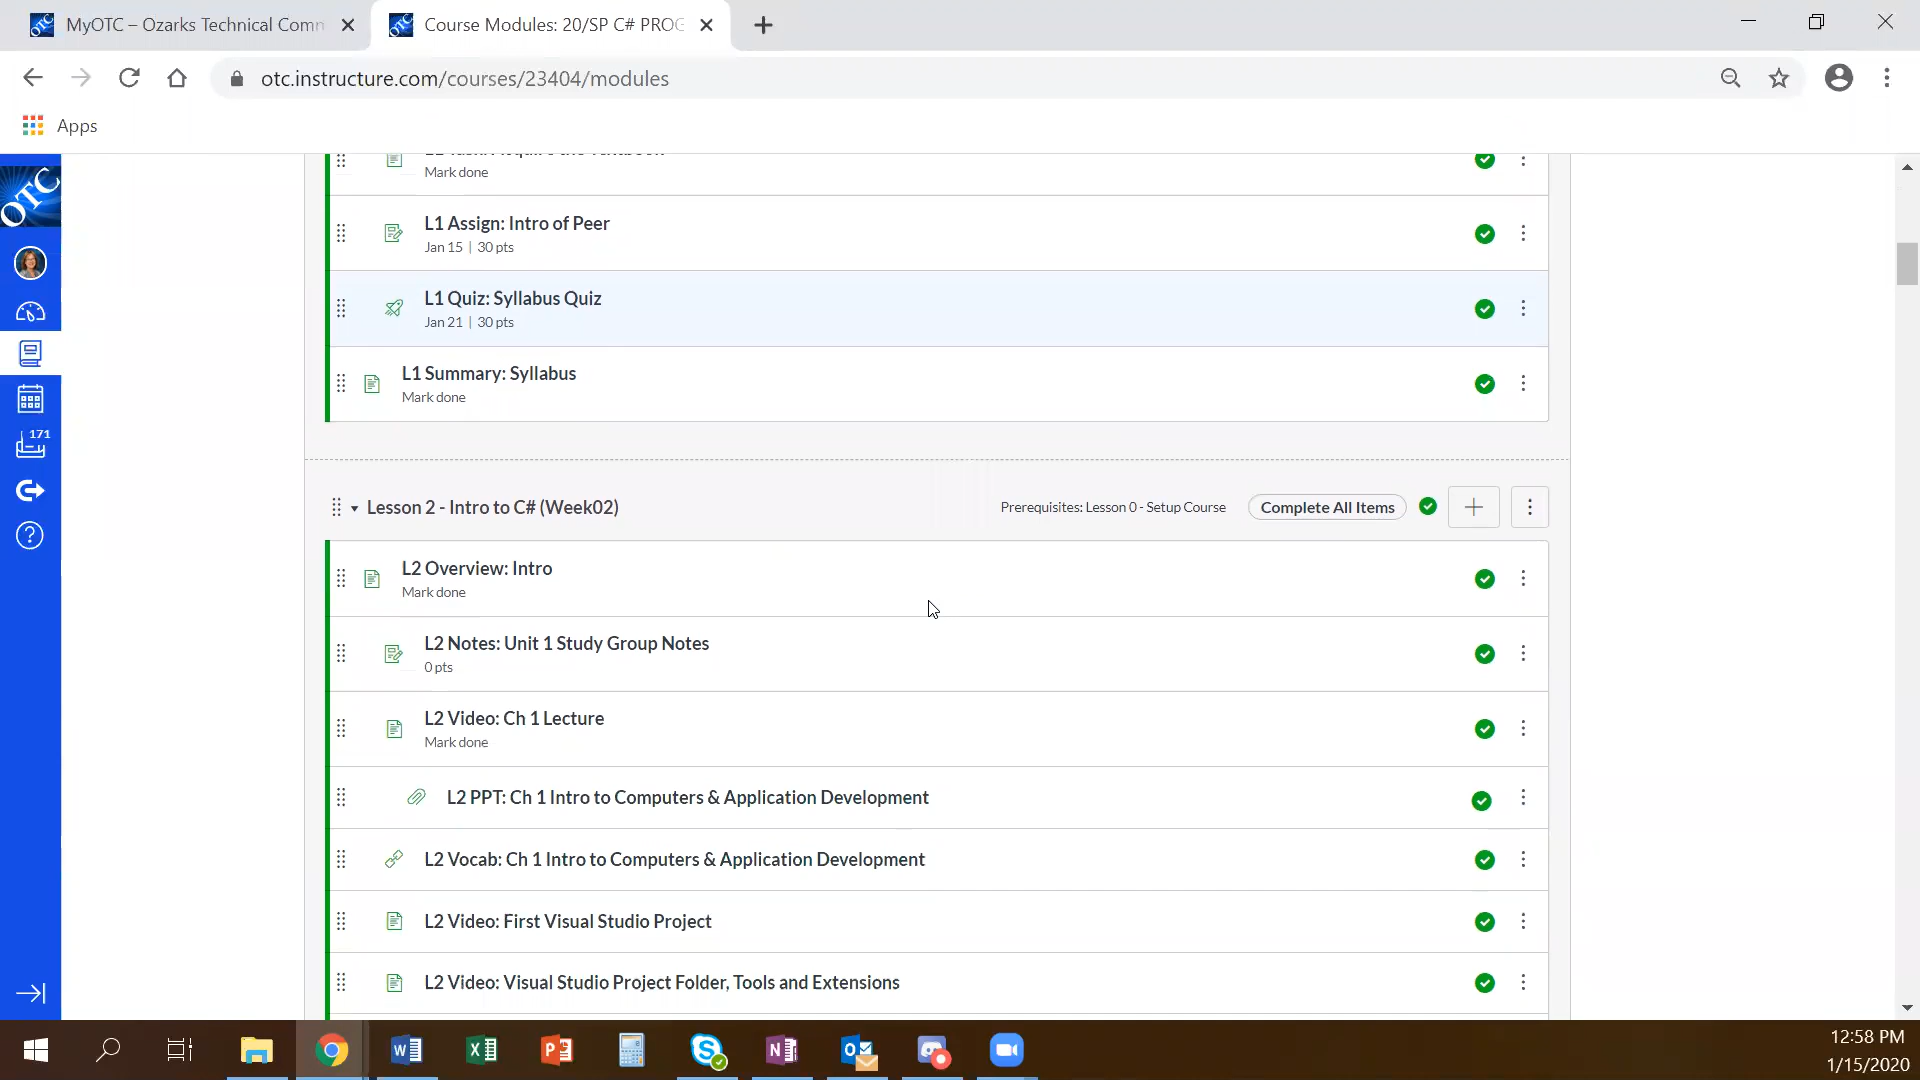 MyOTC – Ozarks Technical Comm
Course Modules: 20/SP C# PROG
otc.instructure.com/courses/23404/modules
Apps
OTC
Mark done
L1 Assign: Intro of Peer
Jan 15 | 30 pts
L1 Quiz: Syllabus Quiz
Jan 21 | 30 pts
L1 Summary: Syllabus
Mark done
171
Lesson 2 - Intro to C# (Week02)
Prerequisites: Lesson 0 - Setup Course
Complete All Items
L2 Overview: Intro
Mark done
L2 Notes: Unit 1 Study Group Notes
0 pts
L2 Video: Ch 1 Lecture
Mark done
L2 PPT: Ch 1 Intro to Computers & Application Development
L2 Vocab: Ch 1 Intro to Computers & Application Development
L2 Video: First Visual Studio Project
L2 Video: Visual Studio Project Folder, Tools and Extensions
12:58 PM
1/15/2020